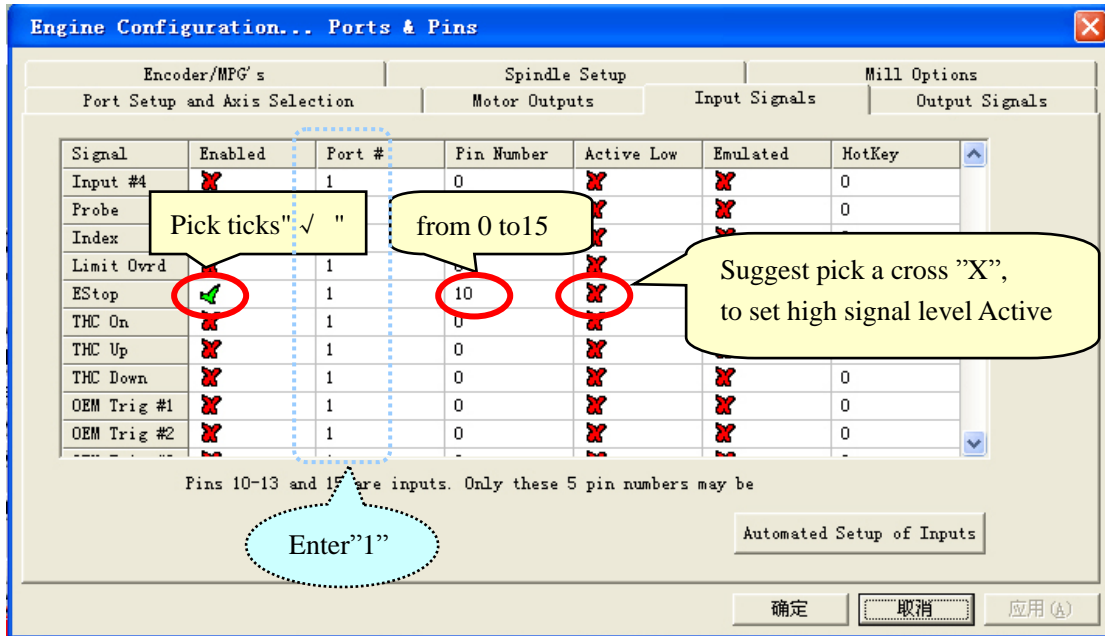 Engine Configuration... Ports & Pins
Encoder/MPG's Spindle Setup Mill Options
Port Setup and Axis Selection Motor Outputs Input Signals Output Signals
Signal Enabled Port # Pin Number Active Low Emulated HotKey
Input #4 1 0 0
Probe 0
Index
Limit Ovrd 1
EStop 1 10
THC On 1 0
THC Up 1 0
THC Down 1 0 0
OEM Trig #1 1 0 0
OEM Trig #2 1 0 0
Pick ticks" √ "
from 0 to15
Suggest pick a cross ”X”,
to set high signal level Active
Pins 10-13 and 15 are inputs. Only these 5 pin numbers may be
Enter”1”
Automated Setup of Inputs
确定 取消 应用(A)